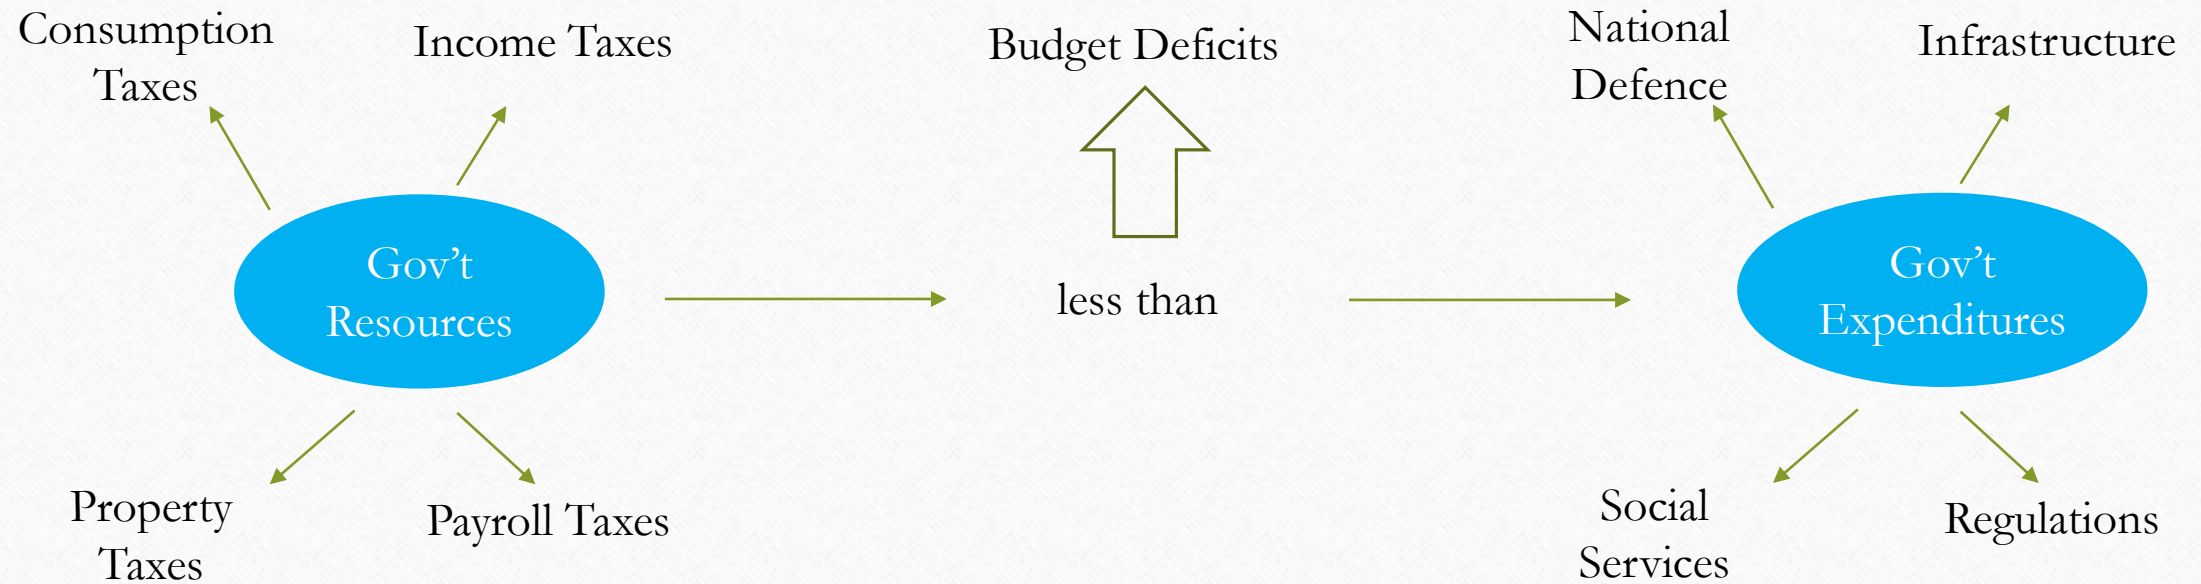 Consumption
Taxes
Income Taxes
Budget Deficits
National
Defence
Infrastructure
Gov’t
Resources
less than
Gov’t
Expenditures
Property
Taxes
Payroll Taxes
Social
Services
Regulations